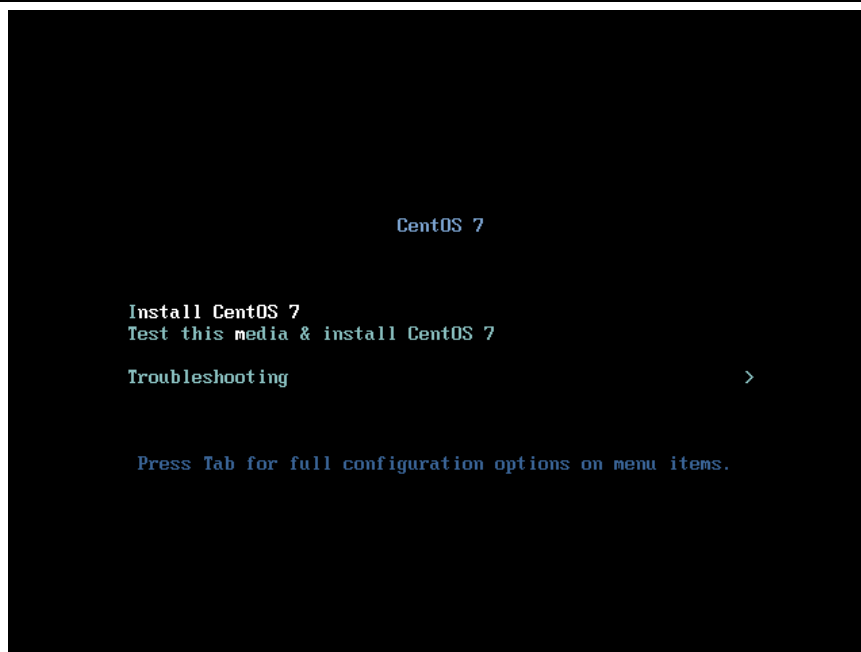 CentOS 7
Install CentOS 7
Test this media & install CentOS 7
Troubleshooting >
Press Tab for full configuration options on menu items.